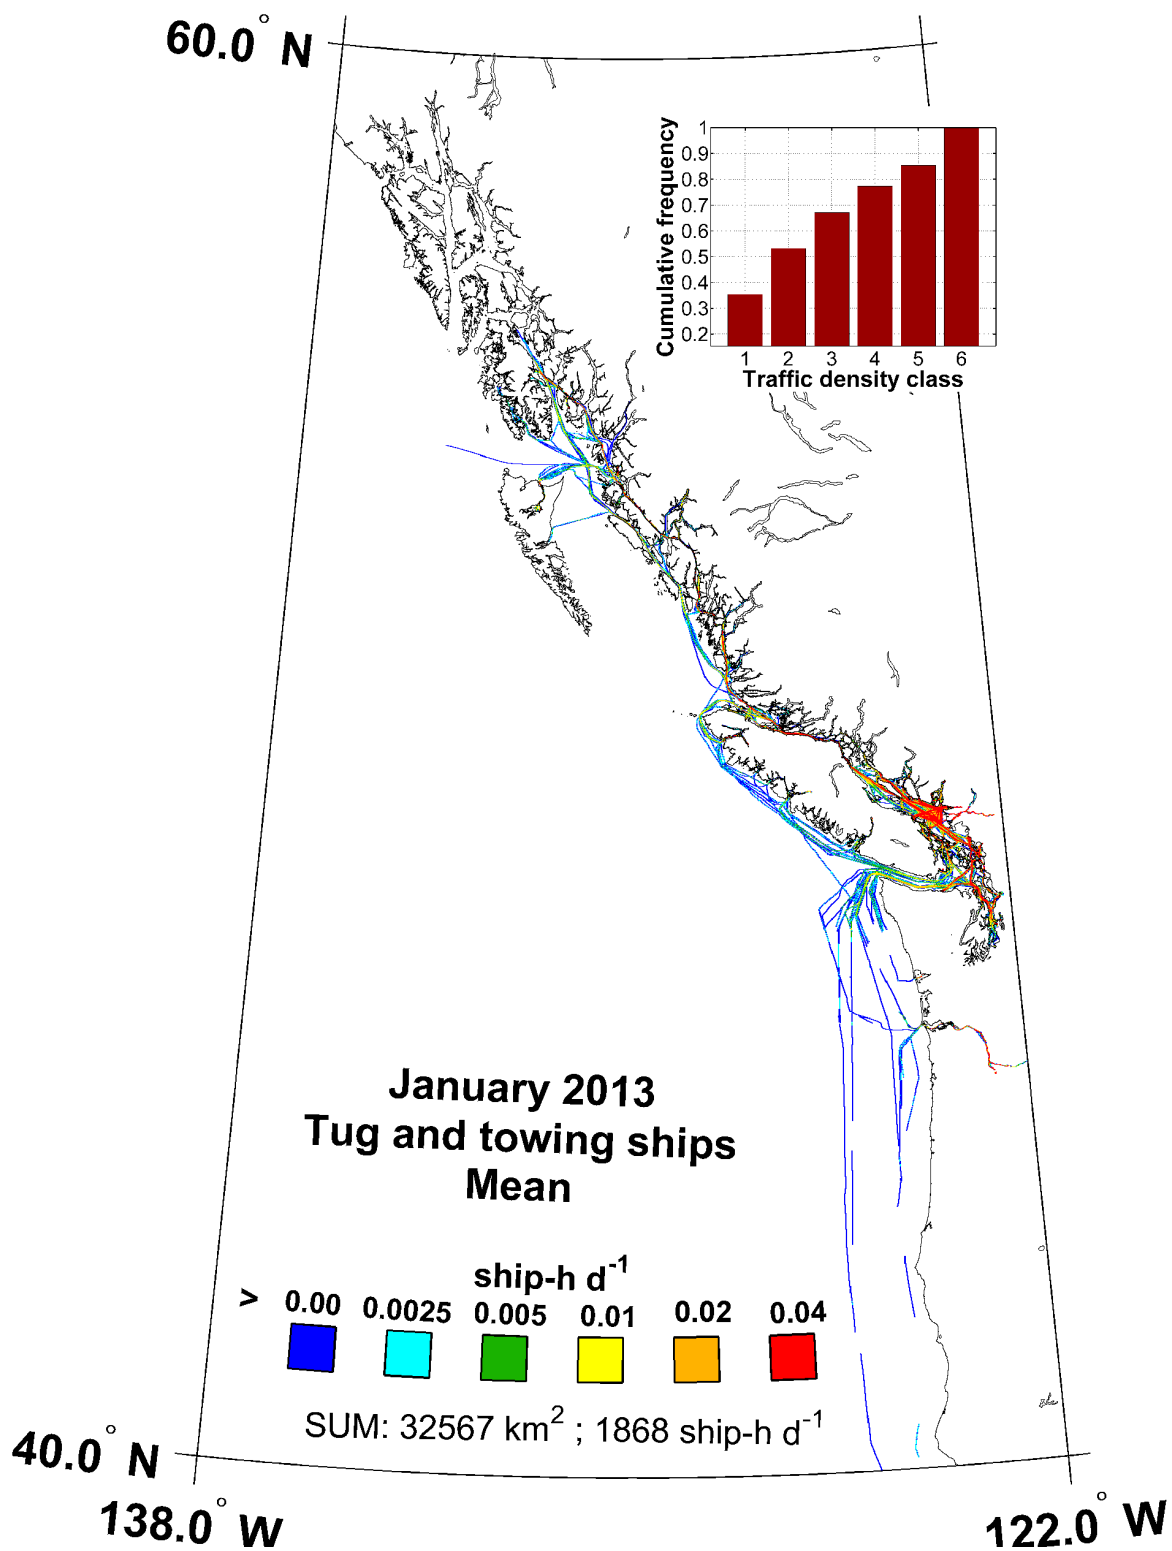 60.0° N
Cumulative frequency
1
0.9
0.8
0.7
0.6
0.5
0.4
0.3
0.2
1 2 3 4 5 6
Traffic density class
January 2013
Tug and towing ships
Mean
ship-h d⁻¹
> 0.00 0.0025 0.005 0.01 0.02 0.04
SUM: 32567 km² ; 1868 ship-h d⁻¹
40.0° N
138.0° W
122.0° W